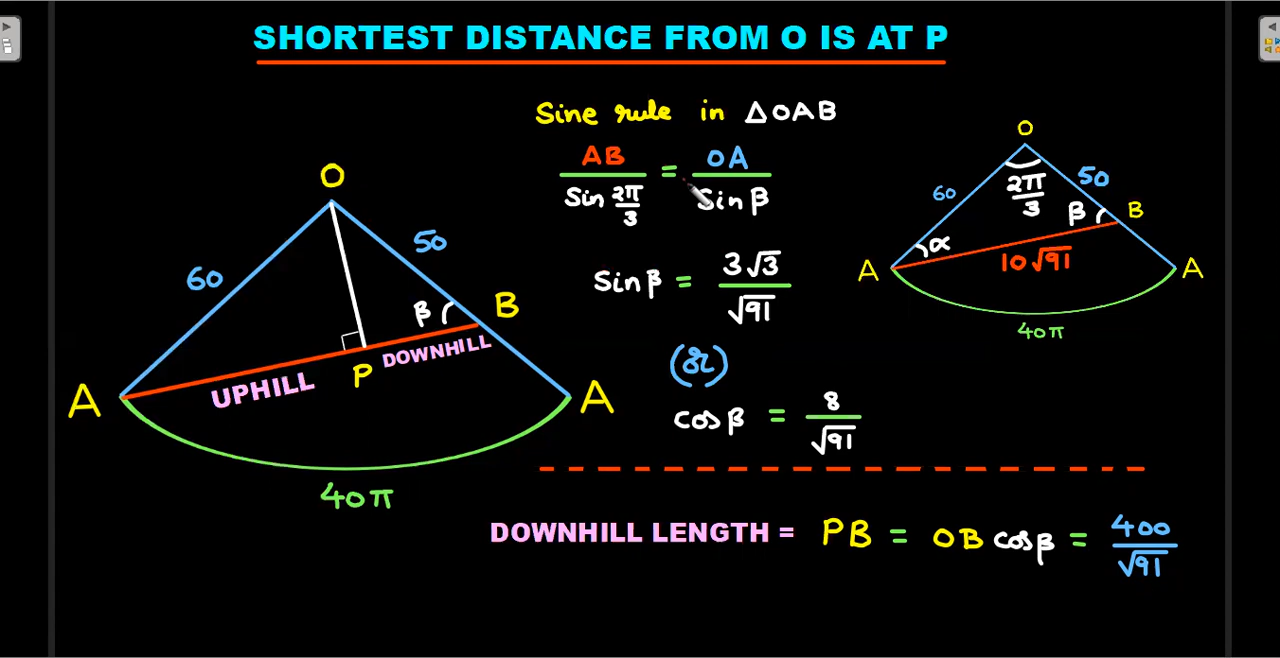 SHORTEST DISTANCE FROM O IS AT P
Sine rule in △OAB
AB / Sin 2π/3 = OA / Sin β
Sin β = 3√3 / √91
(or)
cos β = 8 / √91
O
60
50
β
B
UPHILL
P
DOWNHILL
A
A
40π
O
60
2π/3
50
β
B
α
A
10√91
A
40π
DOWNHILL LENGTH = PB = OB cos β = 400 / √91